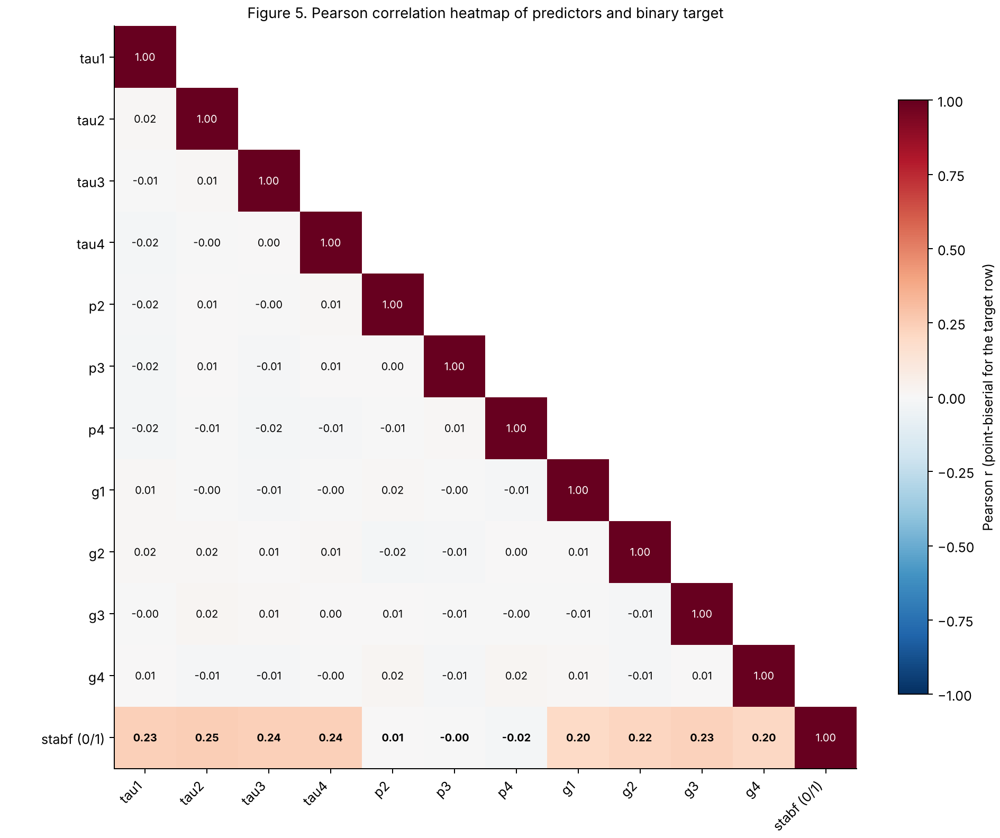 Figure 5. Pearson correlation heatmap of predictors and binary target
tau1 1.00
tau2 0.02 1.00
tau3 -0.01 0.01 1.00
tau4 -0.02 -0.00 0.00 1.00
p2 -0.02 0.01 -0.00 0.01 1.00
p3 -0.02 0.01 -0.01 0.01 0.00 1.00
p4 -0.02 -0.01 -0.02 -0.01 -0.01 0.01 1.00
g1 0.01 -0.00 -0.01 -0.00 0.02 -0.00 -0.01 1.00
g2 0.02 0.02 0.01 0.01 -0.02 -0.01 0.00 0.01 1.00
g3 -0.00 0.02 0.01 0.00 0.01 -0.01 -0.00 -0.01 -0.01 1.00
g4 0.01 -0.01 -0.01 -0.00 0.02 -0.01 0.02 0.01 -0.01 0.01 1.00
stabf (0/1) 0.23 0.25 0.24 0.24 0.01 -0.00 -0.02 0.20 0.22 0.23 0.20 1.00
tau1 tau2 tau3 tau4 p2 p3 p4 g1 g2 g3 g4 stabf (0/1)
1.00
0.75
0.50
0.25
0.00
−0.25
−0.50
−0.75
−1.00
Pearson r (point-biserial for the target row)